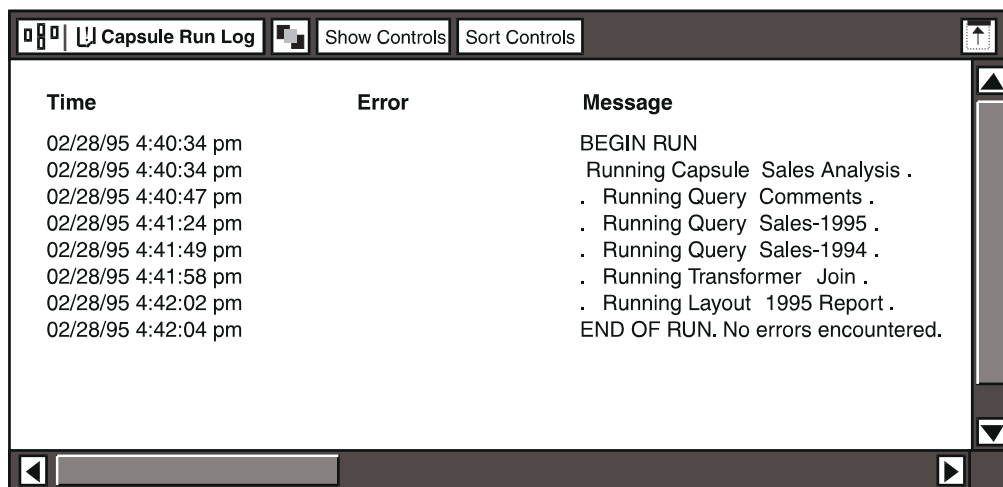 Capsule Run Log Show Controls Sort Controls
Time Error Message
02/28/95 4:40:34 pm BEGIN RUN
02/28/95 4:40:34 pm Running Capsule Sales Analysis .
02/28/95 4:40:47 pm . Running Query Comments .
02/28/95 4:41:24 pm . Running Query Sales-1995 .
02/28/95 4:41:49 pm . Running Query Sales-1994 .
02/28/95 4:41:58 pm . Running Transformer Join .
02/28/95 4:42:02 pm . Running Layout 1995 Report .
02/28/95 4:42:04 pm END OF RUN. No errors encountered.